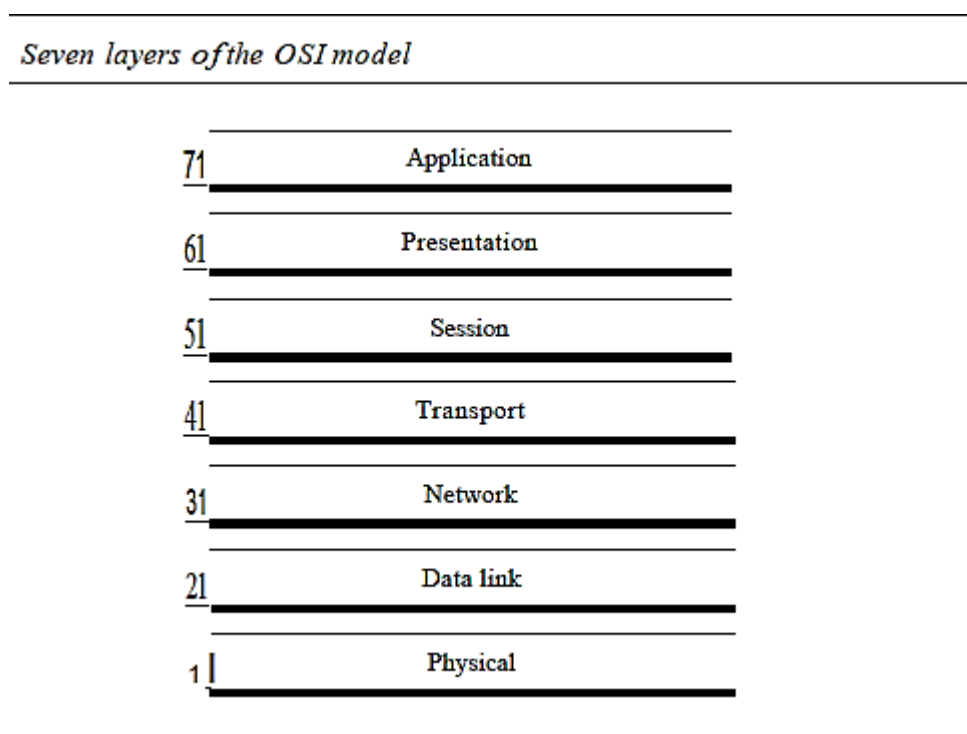 Seven layers of the OSI model
71 Application
61 Presentation
51 Session
41 Transport
31 Network
21 Data link
1 Physical